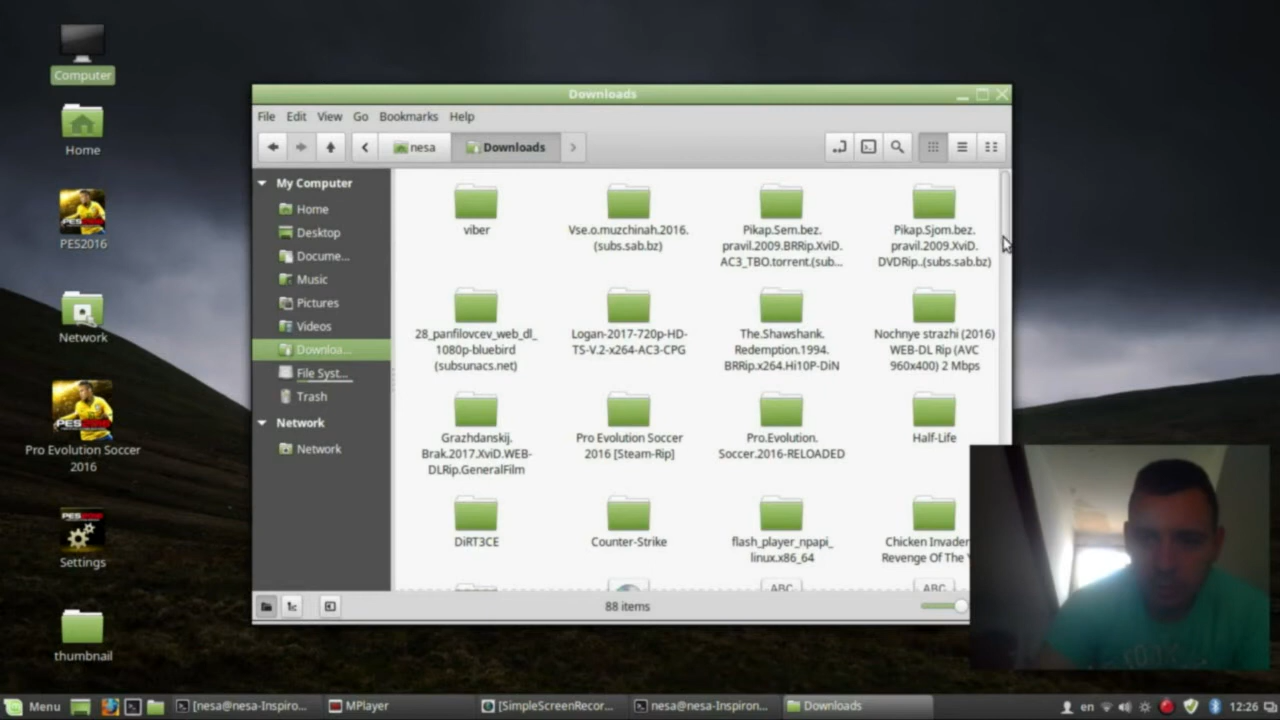 Computer
Home
PES2016
Network
Pro Evolution Soccer
2016
Settings
thumbnail
Downloads
File Edit View Go Bookmarks Help
nesa
Downloads
My Computer
Home
Desktop
Docume...
Music
Pictures
Videos
Downloa...
File Syst...
Trash
Network
Network
viber
Vse.o.muzchinah.2016.
(subs.sab.bz)
Pikap.Sem.bez.
pravil.2009.BRRip.XviD.
AC3_TBO.torrent.(sub...
Pikap.Sjom.bez.
pravil.2009.XviD.
DVDRip..(subs.sab.bz)
28_panfilovcev_web_dl_
1080p-bluebird
(subsunacs.net)
Logan-2017-720p-HD-
TS-V.2-x264-AC3-CPG
The.Shawshank.
Redemption.1994.
BRRip.x264.Hi10P-DiN
Nochnye strazhi (2016)
WEB-DL Rip (AVC
960x400) 2 Mbps
Grazhdanskij.
Brak.2017.XviD.WEB-
DLRip.GeneralFilm
Pro Evolution Soccer
2016 [Steam-Rip]
Pro.Evolution.
Soccer.2016-RELOADED
Half-Life
DiRT3CE
Counter-Strike
flash_player_npapi_
linux.x86_64
Chicken Invader
Revenge Of The
ABC
ABC
88 items
Menu
[nesa@nesa-Inspiro...
MPlayer
[SimpleScreenRecor...
nesa@nesa-Inspiron...
Downloads
en
12:26